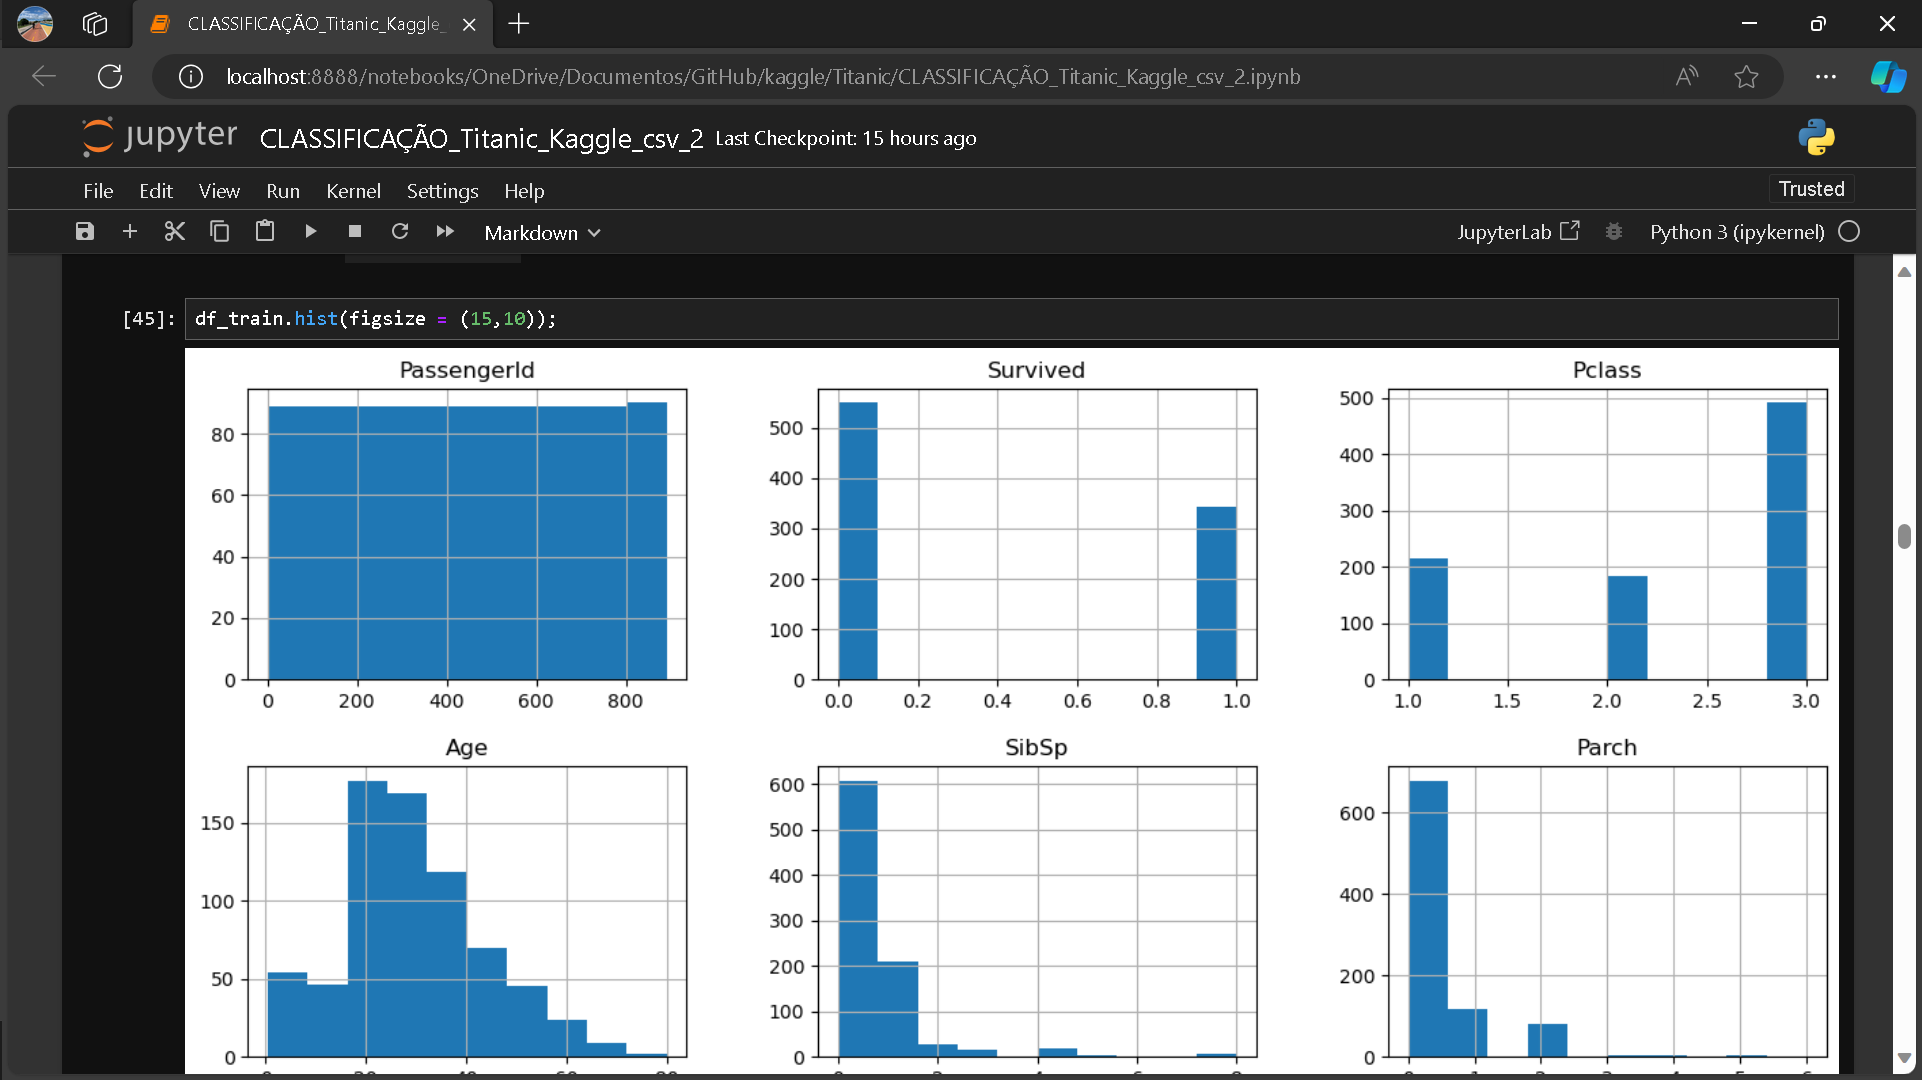 CLASSIFICAÇÃO_Titanic_Kaggle_
localhost:8888/notebooks/OneDrive/Documentos/GitHub/kaggle/Titanic/CLASSIFICAÇÃO_Titanic_Kaggle_csv_2.ipynb
jupyter CLASSIFICAÇÃO_Titanic_Kaggle_csv_2 Last Checkpoint: 15 hours ago
File Edit View Run Kernel Settings Help Trusted
Markdown JupyterLab Python 3 (ipykernel)
[45]: df_train.hist(figsize = (15,10));
PassengerId
80
60
40
20
0
0 200 400 600 800
Survived
500
400
300
200
100
0
0.0 0.2 0.4 0.6 0.8 1.0
Pclass
500
400
300
200
100
0
1.0 1.5 2.0 2.5 3.0
Age
150
100
50
0
SibSp
600
500
400
300
200
100
0
Parch
600
400
200
0